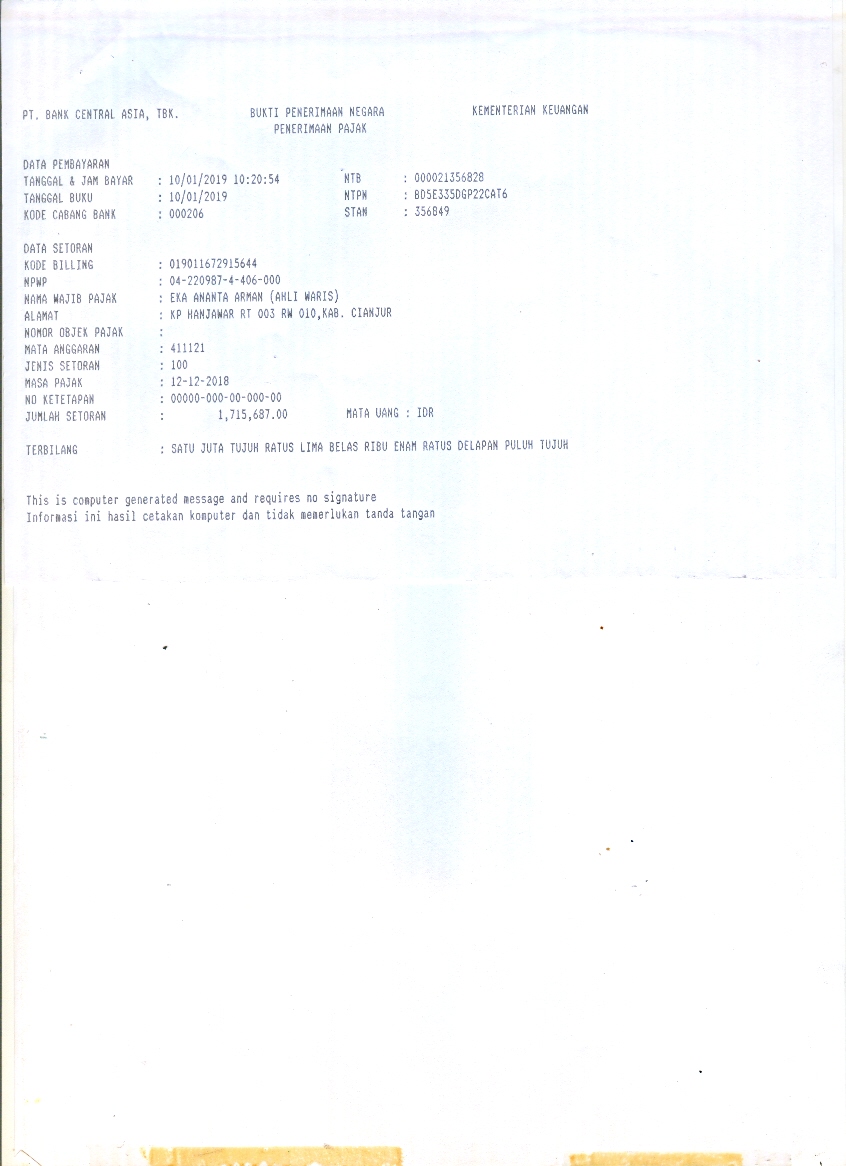 PT. BANK CENTRAL ASIA, TBK. BUKTI PENERIMAAN NEGARA KEMENTERIAN KEUANGAN
PENERIMAAN PAJAK
DATA PEMBAYARAN
TANGGAL & JAM BAYAR : 10/01/2019 10:20:54 NTB : 000021356828
TANGGAL BUKU : 10/01/2019 NTPN : BD5E335DGP22CAT6
KODE CABANG BANK : 000206 STAN : 356849
DATA SETORAN
KODE BILLING : 019011672915644
NPWP : 04-220987-4-406-000
NAMA WAJIB PAJAK : EKA ANANTA ARMAN (AHLI WARIS)
ALAMAT : KP HANJAWAR RT 003 RW 010,KAB. CIANJUR
NOMOR OBJEK PAJAK :
MATA ANGGARAN : 411121
JENIS SETORAN : 100
MASA PAJAK : 12-12-2018
NO KETETAPAN : 00000-000-00-000-00
JUMLAH SETORAN : 1,715,687.00 MATA UANG : IDR
TERBILANG : SATU JUTA TUJUH RATUS LIMA BELAS RIBU ENAM RATUS DELAPAN PULUH TUJUH
This is computer generated message and requires no signature
Informasi ini hasil cetakan komputer dan tidak memerlukan tanda tangan